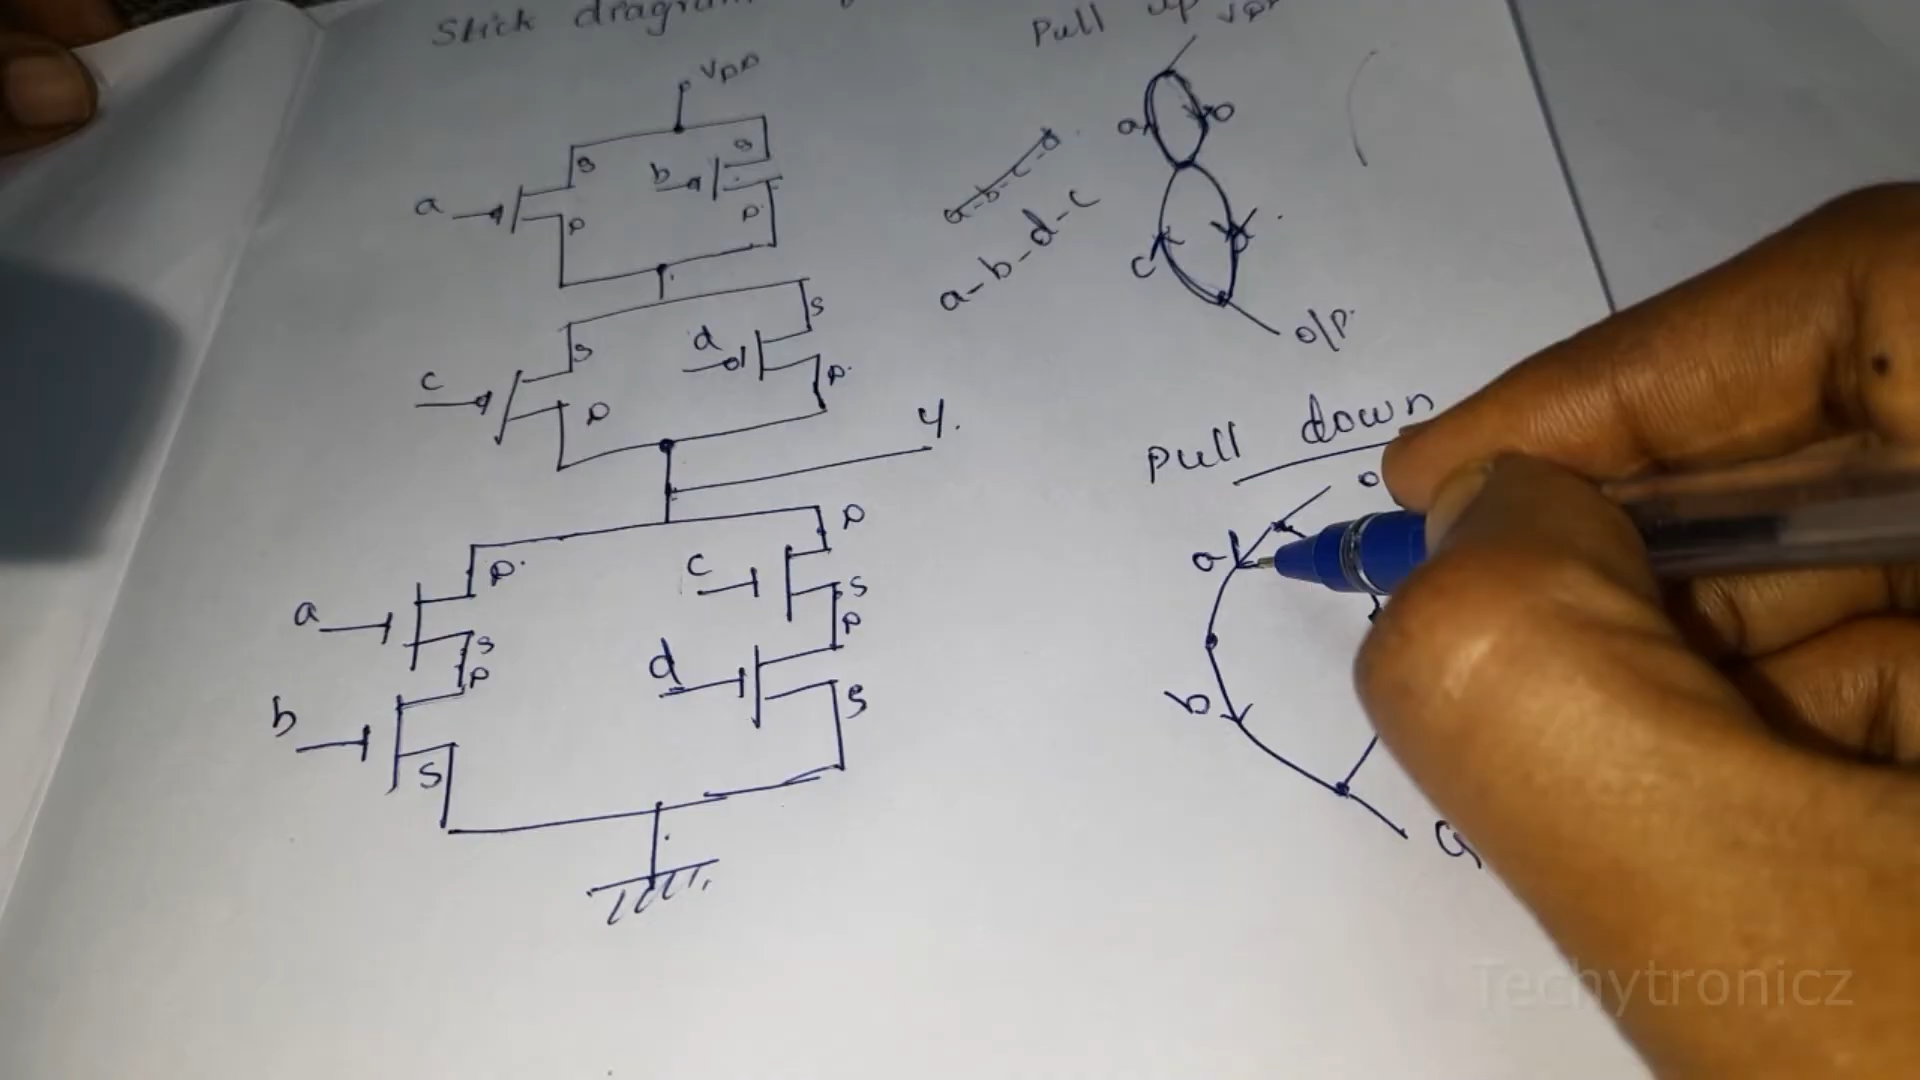 Stick diagram
Pull up VDD
VDD
a
S
D
b
S
D
a-b-c-d
a-b-d-c
a
b
c
d
o/p.
c
S
D
d
S
D.
y.
Pull down
a
D.
S
b
D
S
c
D
S
d
D
S
a
b
G
Techytronicz